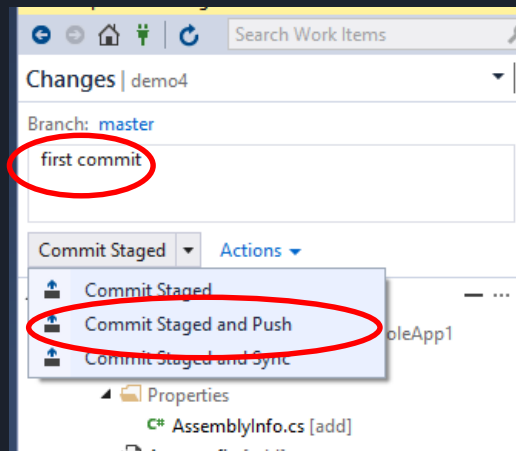 Search Work Items
Changes | demo4
Branch: master
first commit
Commit Staged
Actions
Commit Staged
Commit Staged and Push
oleApp1
Commit Staged and Sync
Properties
C# AssemblyInfo.cs [add]